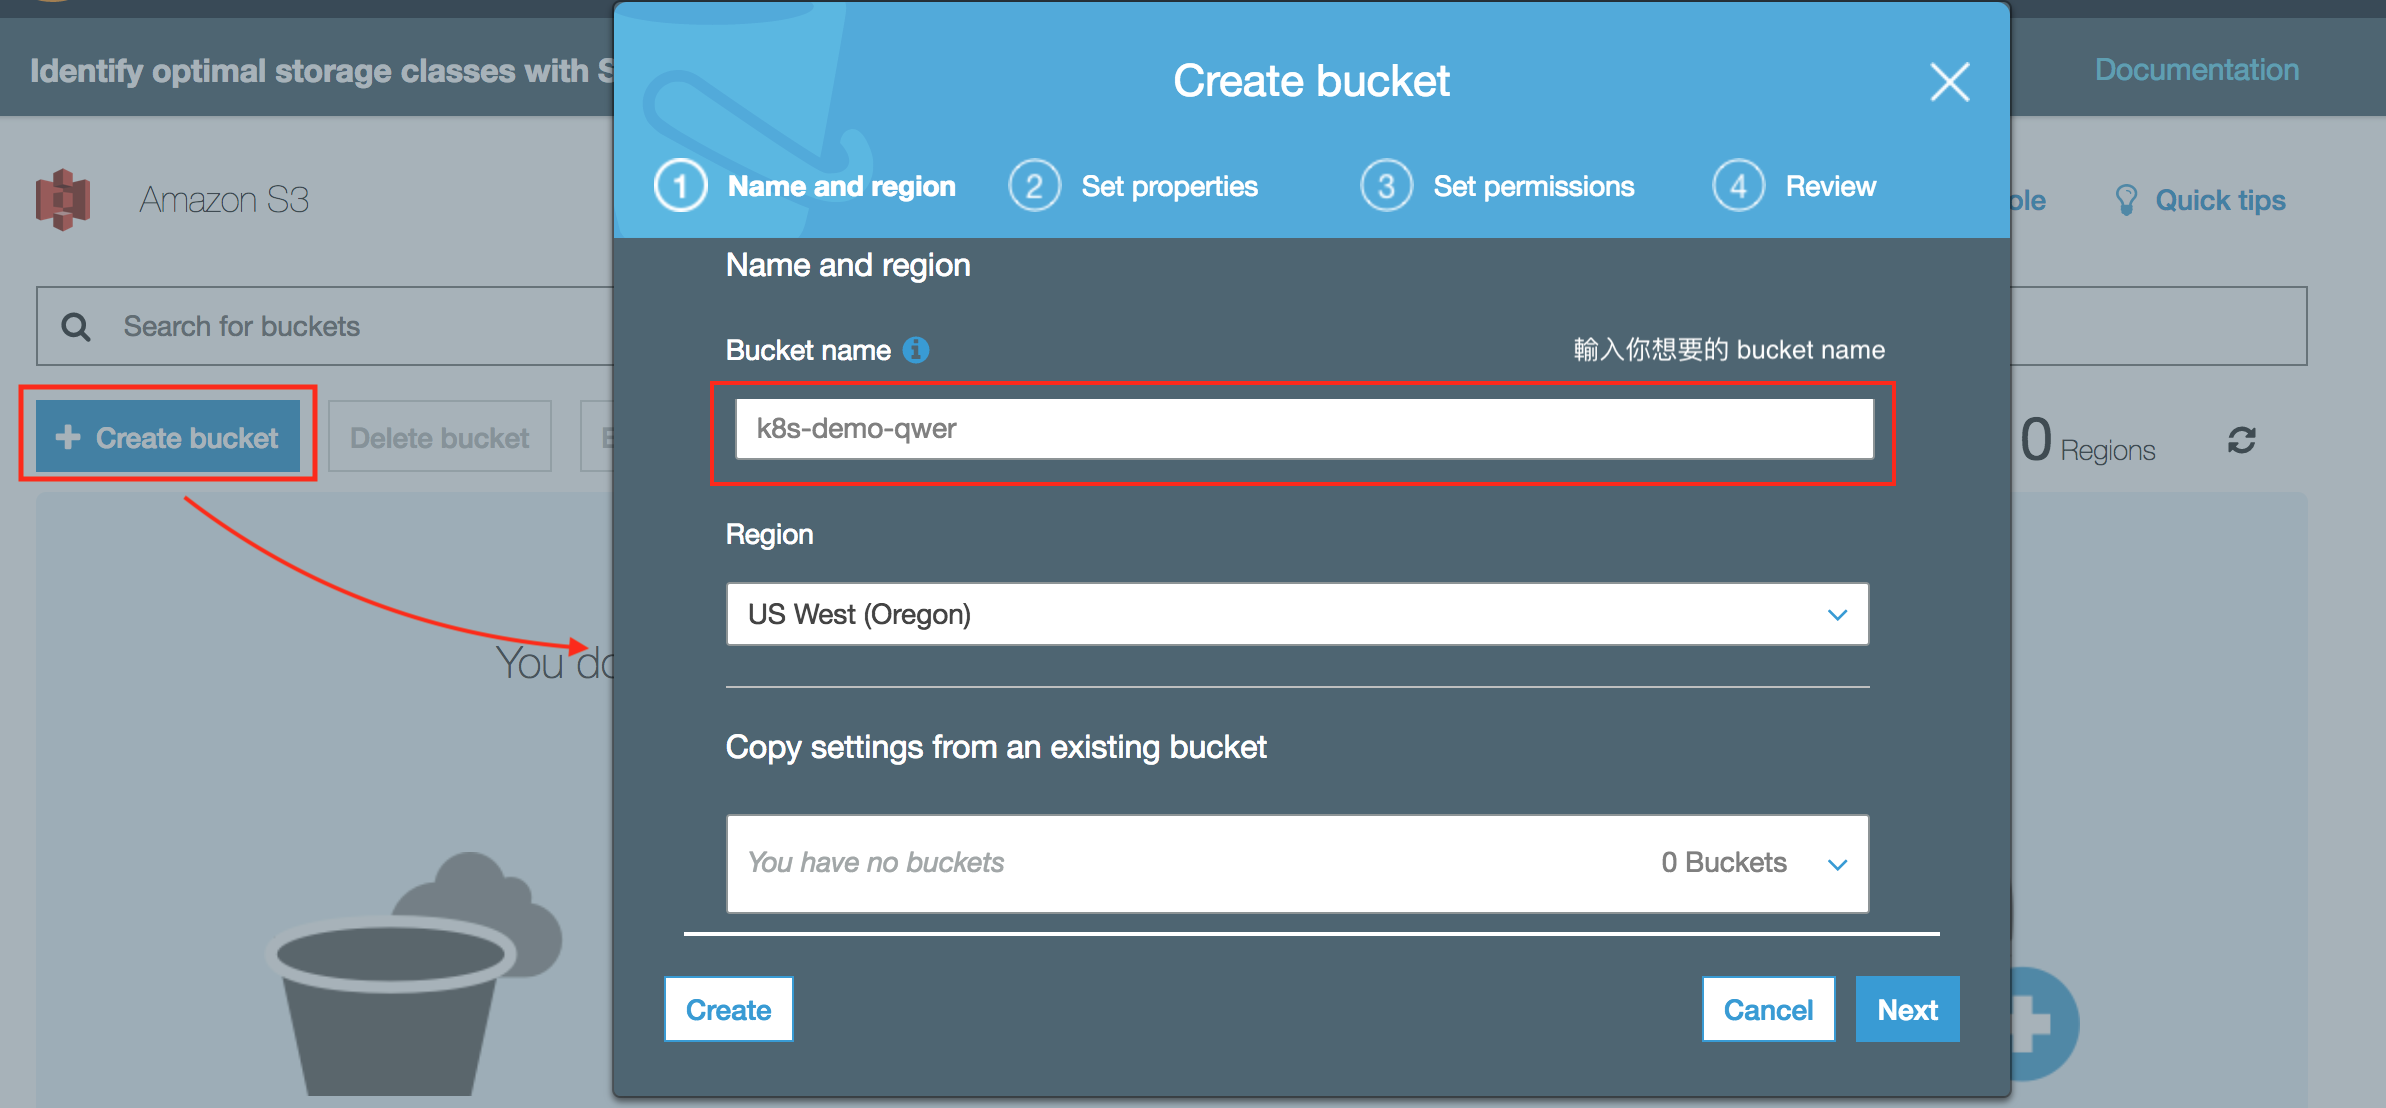 Identify optimal storage classes with S
Documentation
Create bucket
1 Name and region
2 Set properties
3 Set permissions
4 Review
Amazon S3
Quick tips
Name and region
Search for buckets
Bucket name
輸入你想要的 bucket name
k8s-demo-qwer
Create bucket
Delete bucket
0 Regions
Region
US West (Oregon)
You do
Copy settings from an existing bucket
You have no buckets
0 Buckets
Create
Cancel
Next